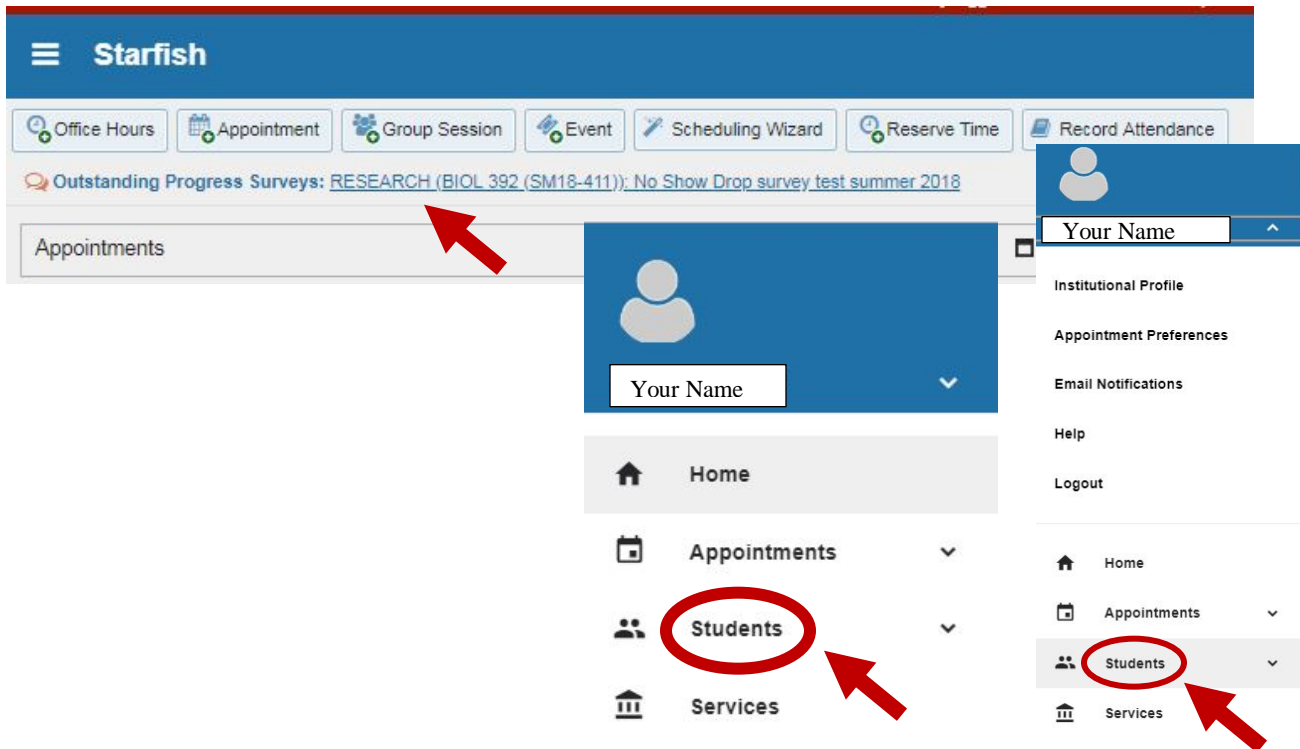 Starfish
Office Hours Appointment Group Session Event Scheduling Wizard Reserve Time Record Attendance
Outstanding Progress Surveys: RESEARCH (BIOL 392 (SM18-411)): No Show Drop survey test summer 2018
Appointments
Your Name
Home
Appointments
Students
Services
Your Name
Institutional Profile
Appointment Preferences
Email Notifications
Help
Logout
Home
Appointments
Students
Services